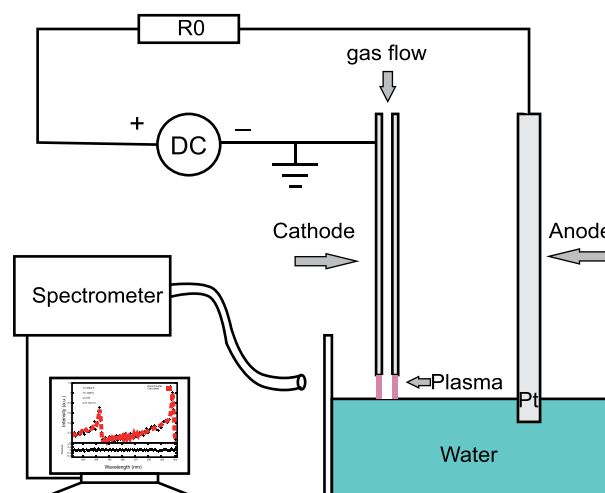 R0
gas flow
+
–
DC
Cathode
Anode
Spectrometer
Plasma
Pt
Water
Intensity (a.u.)
Wavelength (nm)